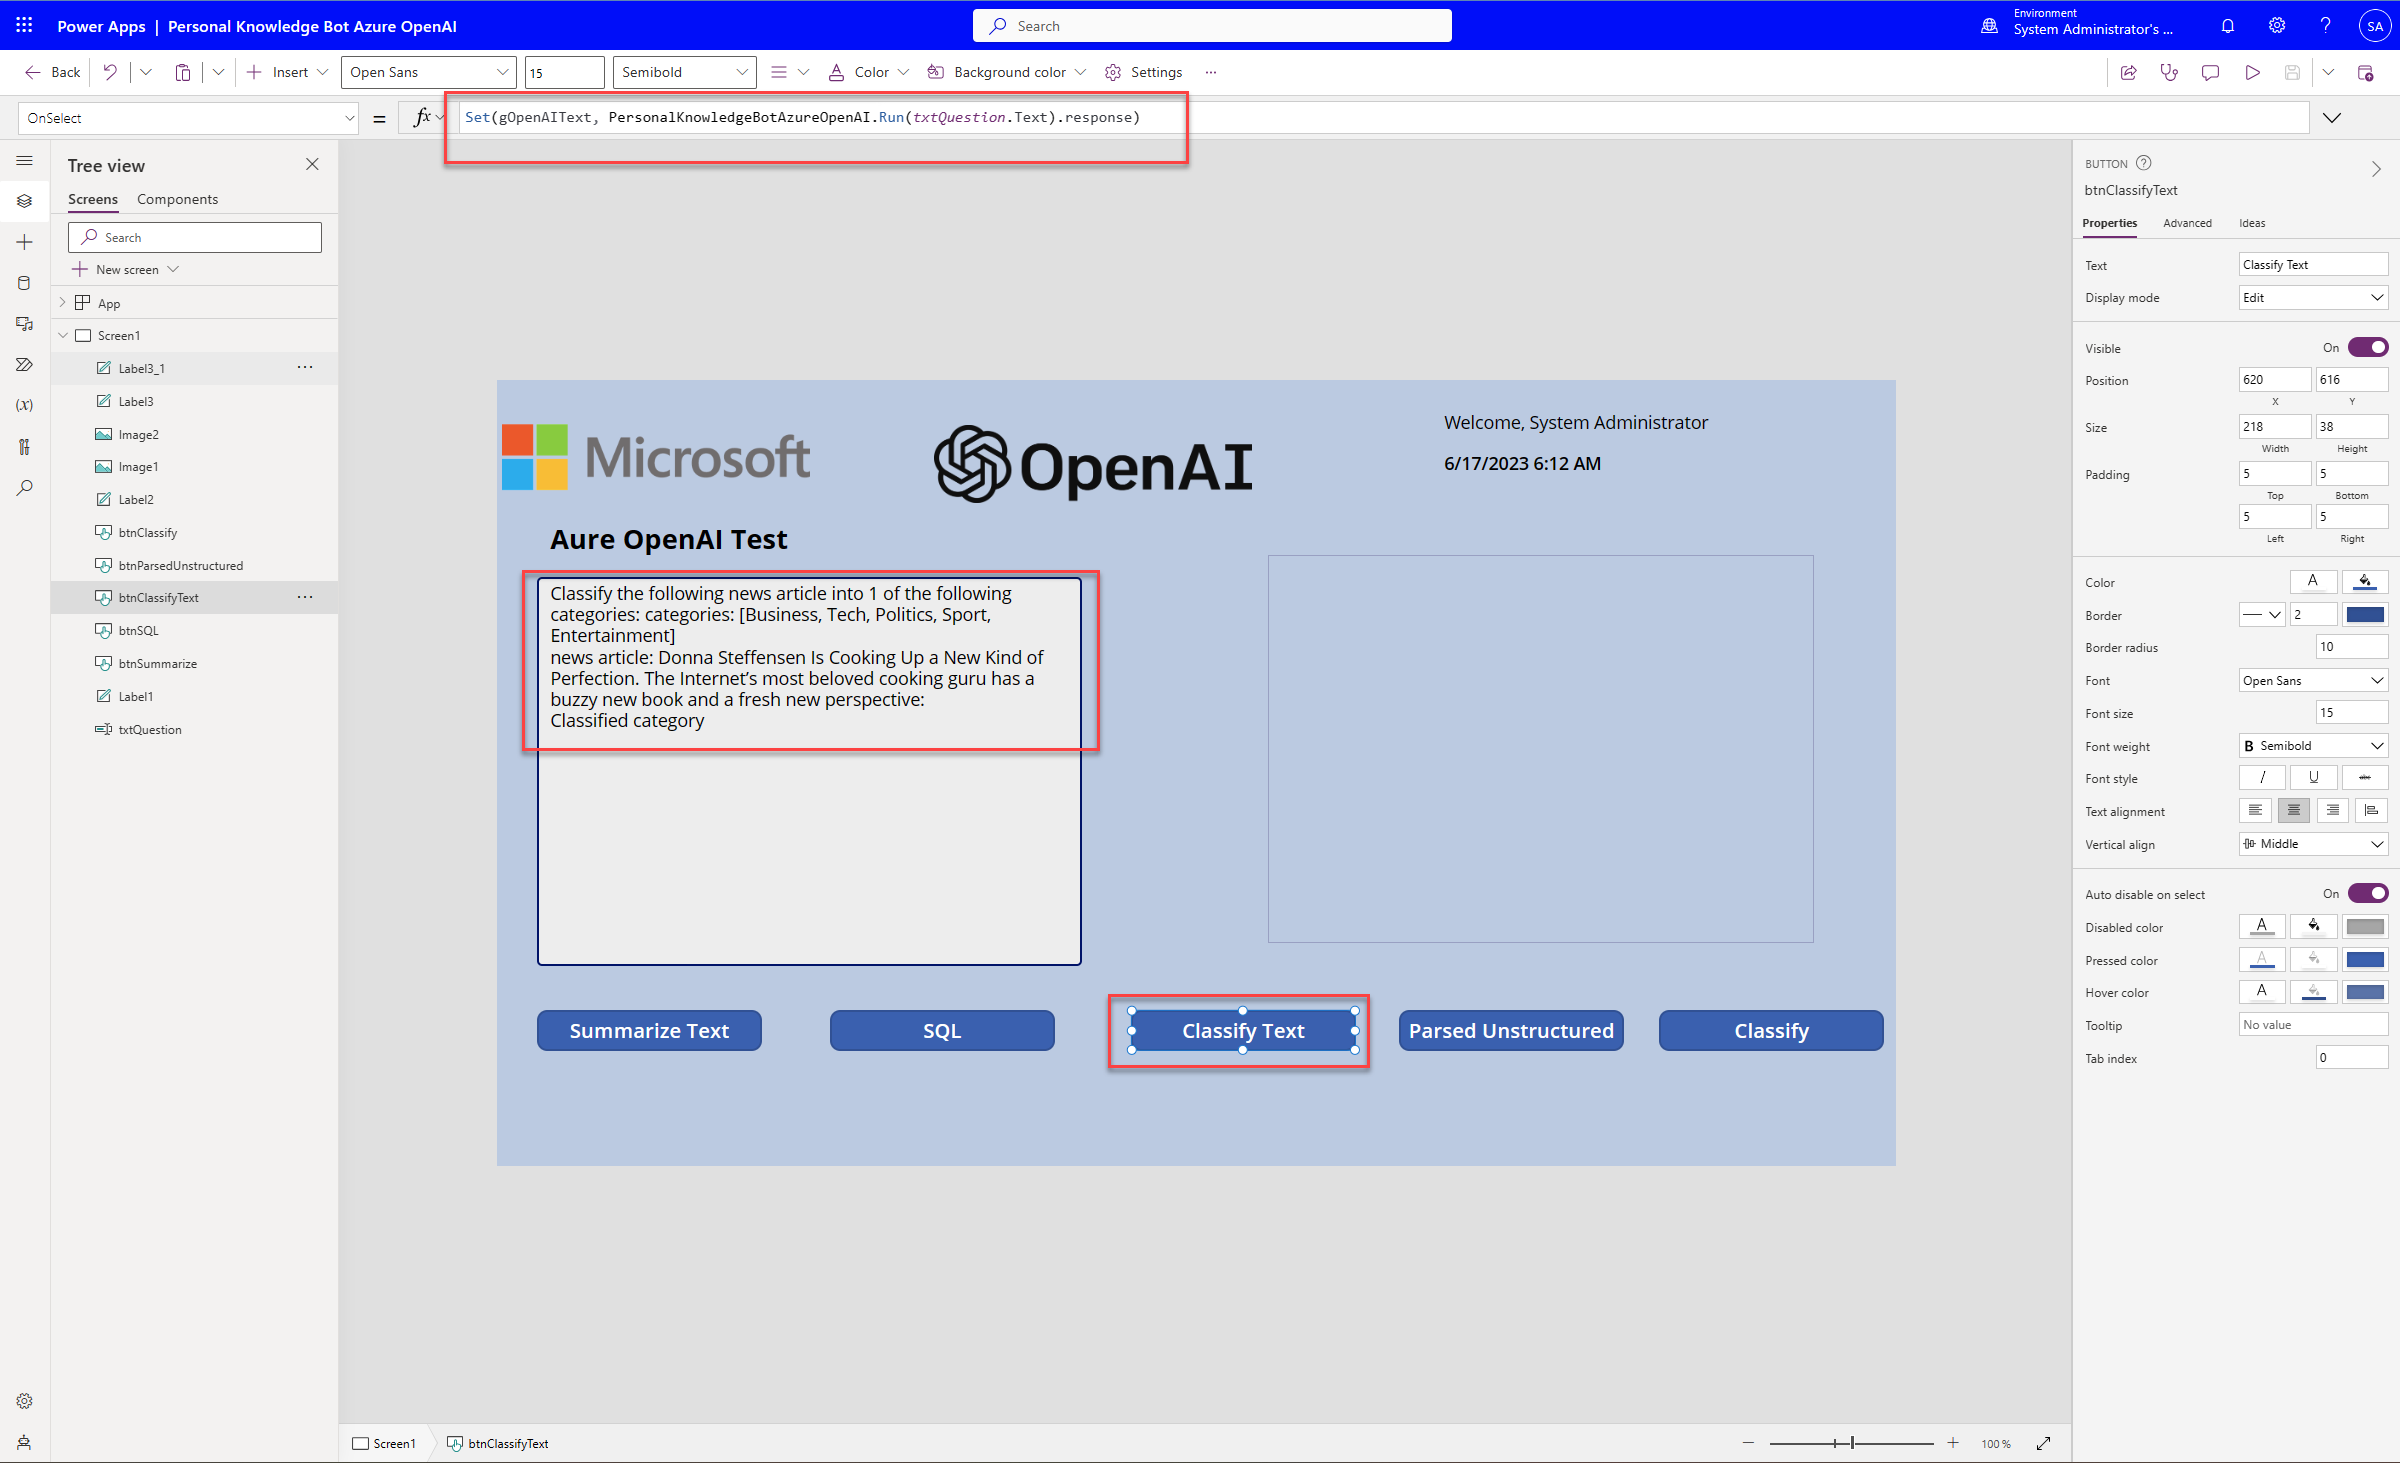 Power Apps | Personal Knowledge Bot Azure OpenAI
Search
Environment
System Administrator's ...
SA
Back
Insert
Open Sans
15
Semibold
Color
Background color
Settings
OnSelect
=
fx
Set(gOpenAIText, PersonalKnowledgeBotAzureOpenAI.Run(txtQuestion.Text).response)
Tree view
Screens
Components
Search
New screen
App
Screen1
Label3_1
Label3
Image2
Image1
Label2
btnClassify
btnParsedUnstructured
btnClassifyText
btnSQL
btnSummarize
Label1
txtQuestion
Microsoft
OpenAI
Welcome, System Administrator
6/17/2023 6:12 AM
Aure OpenAI Test
Classify the following news article into 1 of the following
categories: categories: [Business, Tech, Politics, Sport,
Entertainment]
news article: Donna Steffensen Is Cooking Up a New Kind of
Perfection. The Internet’s most beloved cooking guru has a
buzzy new book and a fresh new perspective:
Classified category
Summarize Text
SQL
Classify Text
Parsed Unstructured
Classify
Screen1
btnClassifyText
100 %
BUTTON
btnClassifyText
Properties
Advanced
Ideas
Text
Classify Text
Display mode
Edit
Visible
On
Position
620
616
X
Y
Size
218
38
Width
Height
Padding
5
5
Top
Bottom
5
5
Left
Right
Color
Border
2
Border radius
10
Font
Open Sans
Font size
15
Font weight
B Semibold
Font style
Text alignment
Vertical align
Middle
Auto disable on select
On
Disabled color
Pressed color
Hover color
Tooltip
No value
Tab index
0